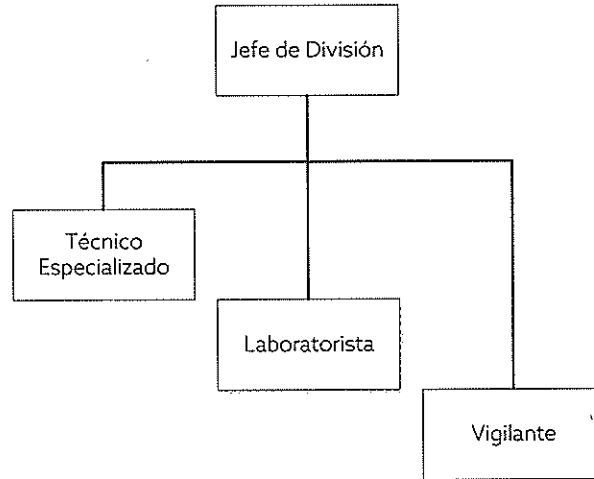 Jefe de División
Técnico
Especializado
Laboratorista
Vigilante